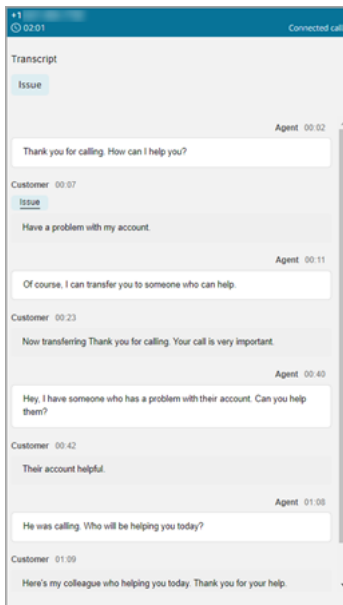 +1
02:01 Connected call
Transcript
Issue
Agent 00:02
Thank you for calling. How can I help you?
Customer 00:07
Issue
Have a problem with my account.
Agent 00:11
Of course, I can transfer you to someone who can help.
Customer 00:23
Now transferring Thank you for calling. Your call is very important.
Agent 00:40
Hey, I have someone who has a problem with their account. Can you help
them?
Customer 00:42
Their account helpful.
Agent 01:08
He was calling. Who will be helping you today?
Customer 01:09
Here's my colleague who helping you today. Thank you for your help.